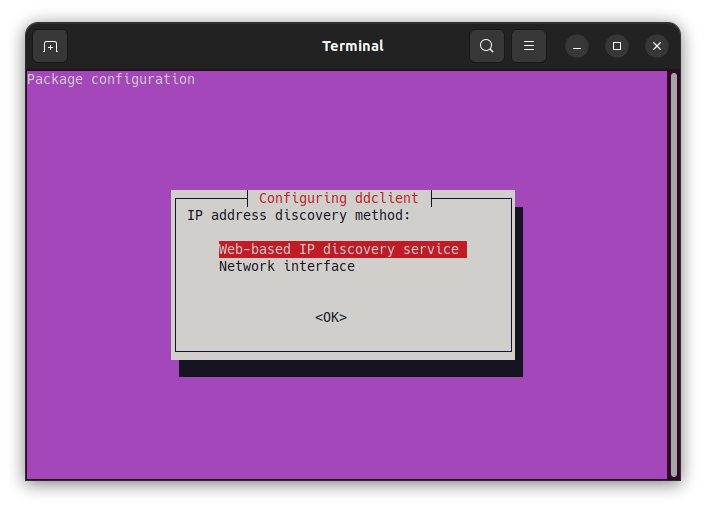 Terminal
Package configuration
Configuring ddclient
IP address discovery method:
Web-based IP discovery service
Network interface
<OK>